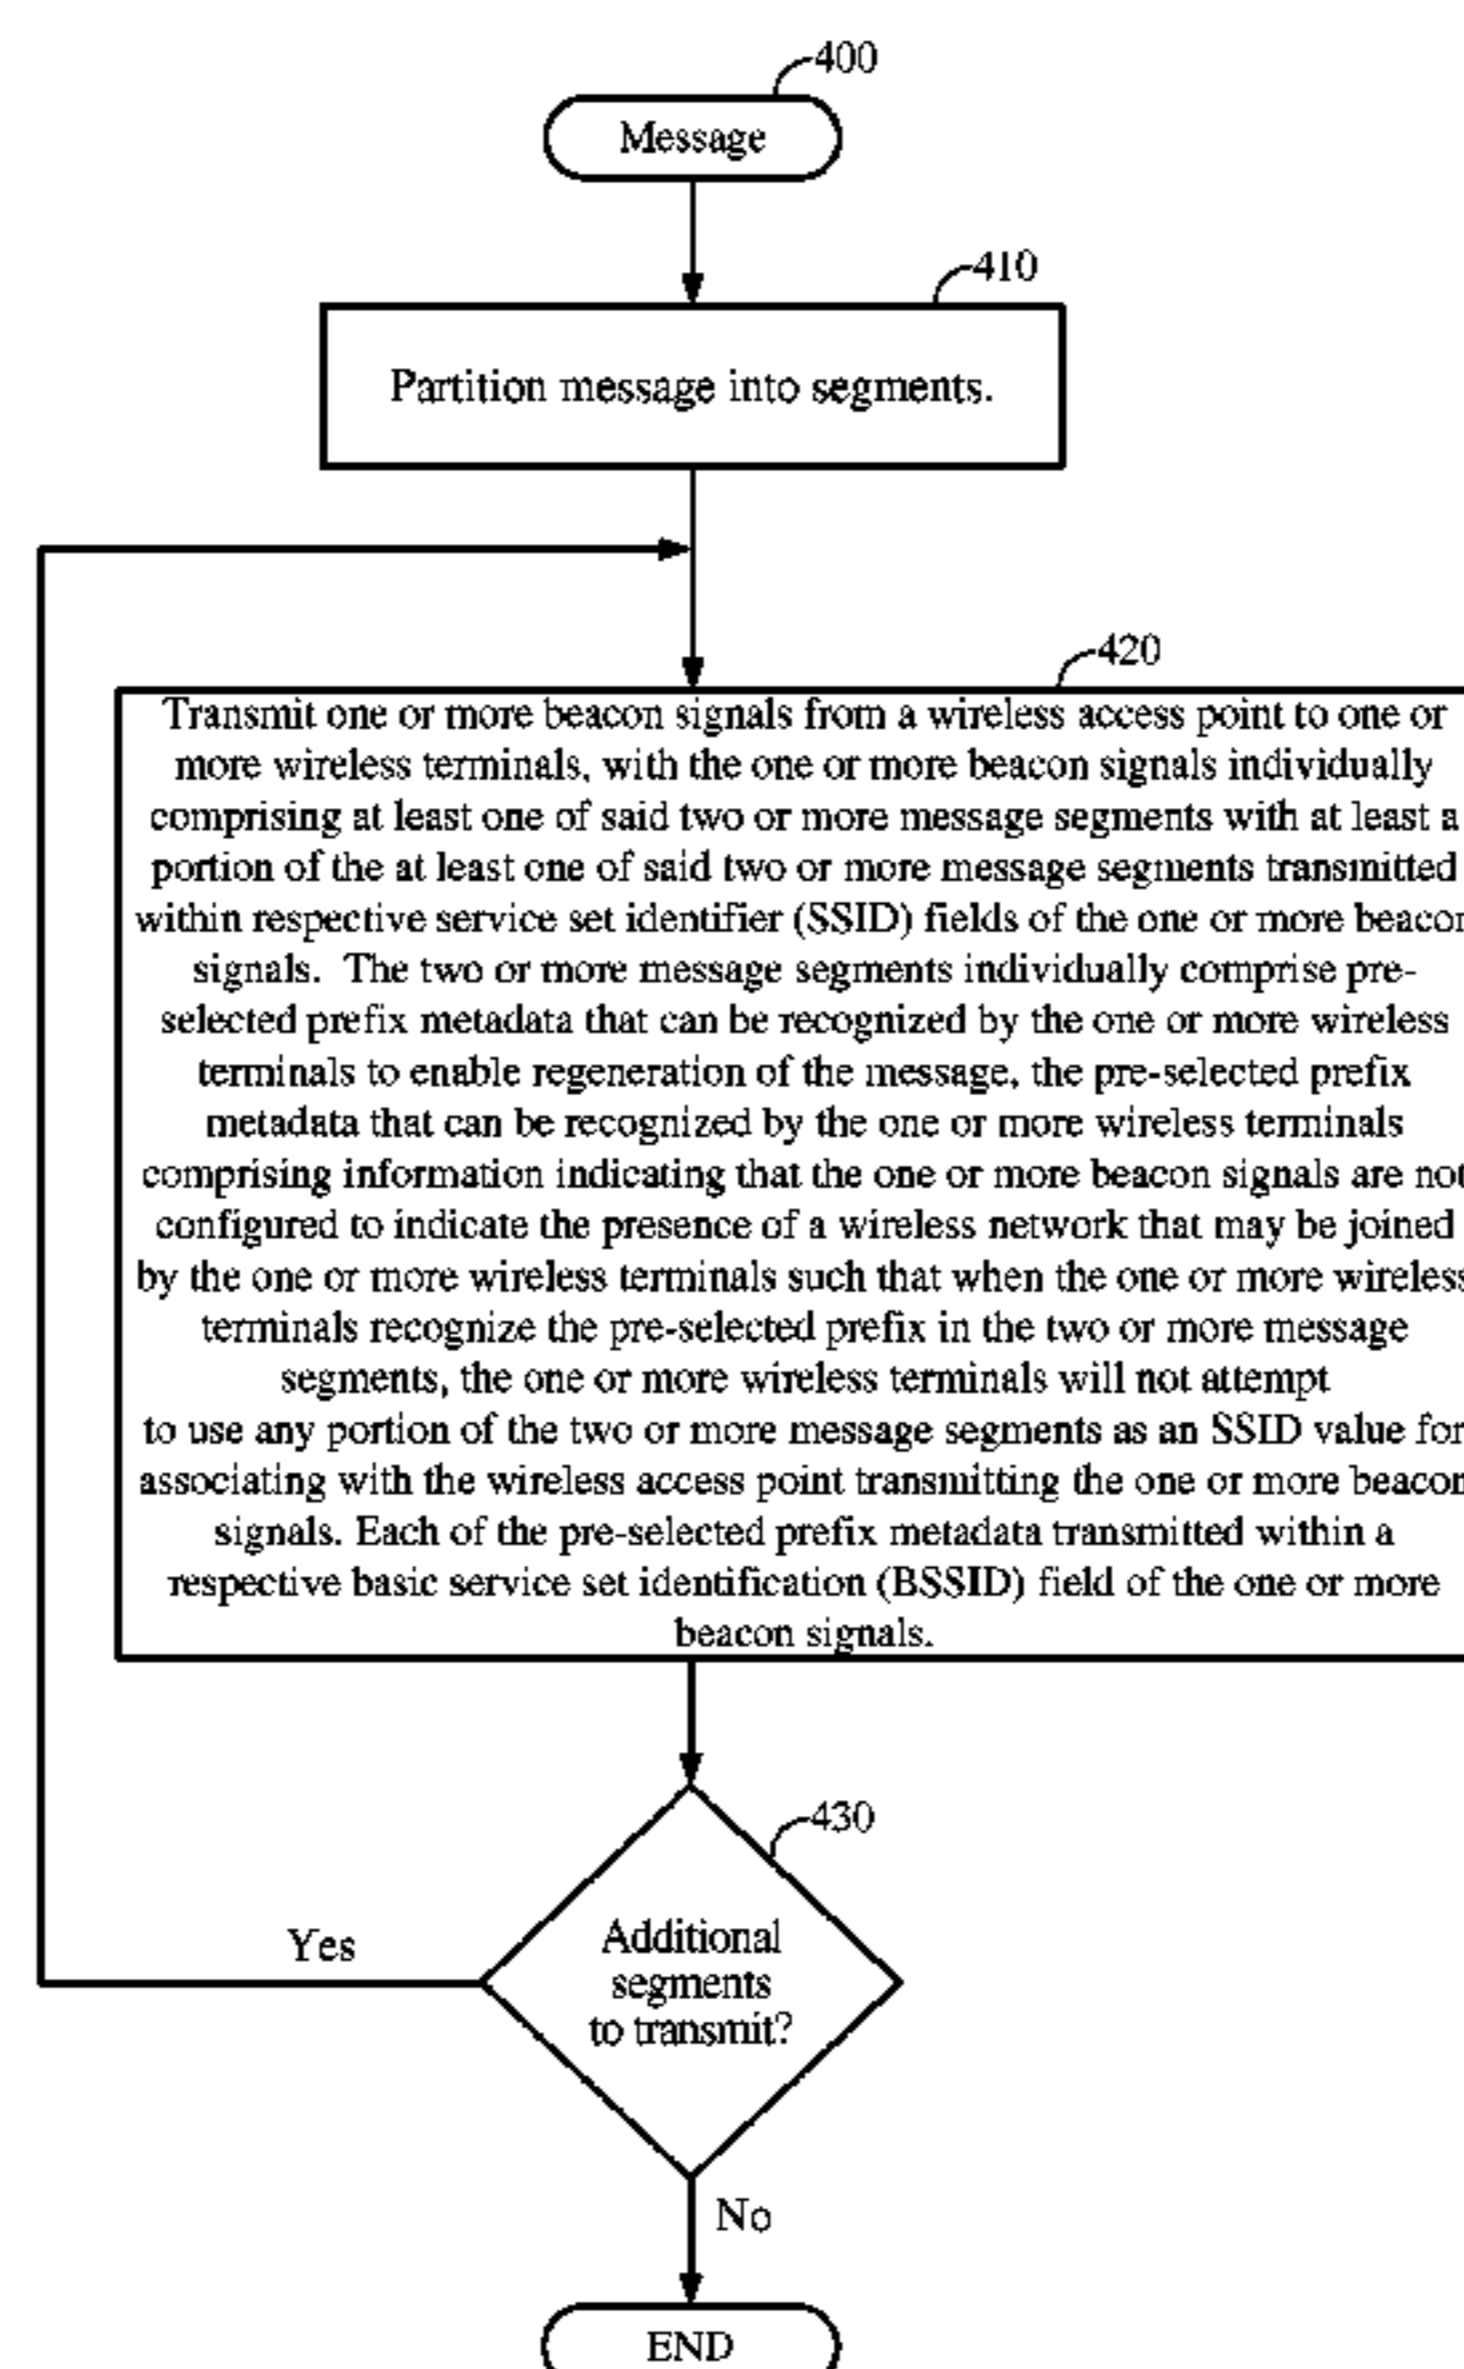 400
Message
410
Partition message into segments.
420
Transmit one or more beacon signals from a wireless access point to one or
more wireless terminals, with the one or more beacon signals individually
comprising at least one of said two or more message segments with at least a
portion of the at least one of said two or more message segments transmitted
within respective service set identifier (SSID) fields of the one or more beacon
signals. The two or more message segments individually comprise pre-
selected prefix metadata that can be recognized by the one or more wireless
terminals to enable regeneration of the message, the pre-selected prefix
metadata that can be recognized by the one or more wireless terminals
comprising information indicating that the one or more beacon signals are not
configured to indicate the presence of a wireless network that may be joined
by the one or more wireless terminals such that when the one or more wireless
terminals recognize the pre-selected prefix in the two or more message
segments, the one or more wireless terminals will not attempt
to use any portion of the two or more message segments as an SSID value for
associating with the wireless access point transmitting the one or more beacon
signals. Each of the pre-selected prefix metadata transmitted within a
respective basic service set identification (BSSID) field of the one or more
beacon signals.
430
Additional
segments
to transmit?
Yes
No
END